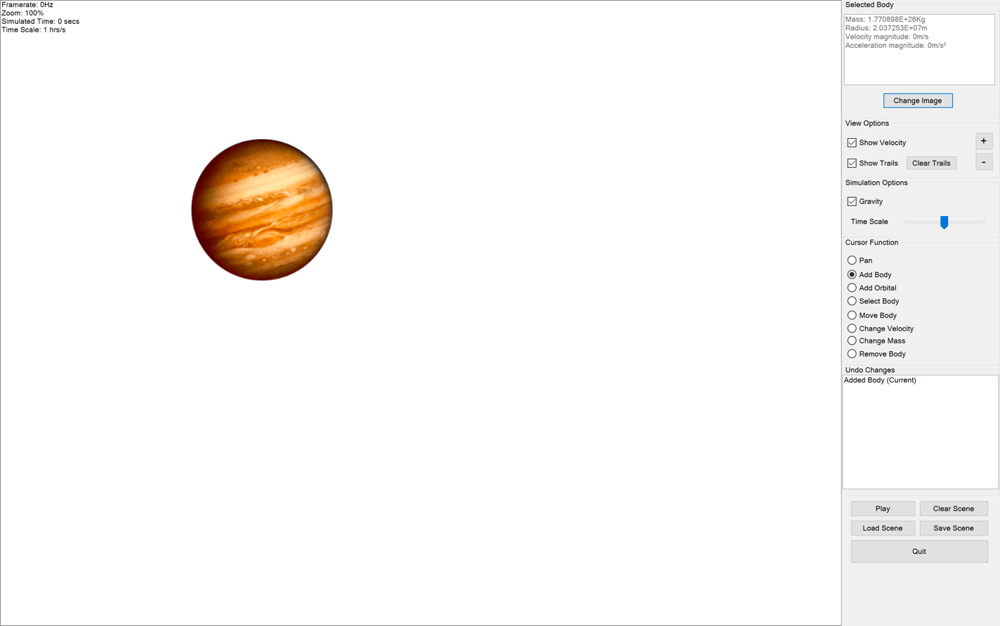 Framerate: 0Hz
Zoom: 100%
Simulated Time: 0 secs
Time Scale: 1 hrs/s
Selected Body
Mass: 1.770898E+26Kg
Radius: 2.037253E+07m
Velocity magnitude: 0m/s
Acceleration magnitude: 0m/s²
Change Image
View Options
Show Velocity
+
Show Trails
Clear Trails
-
Simulation Options
Gravity
Time Scale
Cursor Function
Pan
Add Body
Add Orbital
Select Body
Move Body
Change Velocity
Change Mass
Remove Body
Undo Changes
Added Body (Current)
Play
Clear Scene
Load Scene
Save Scene
Quit